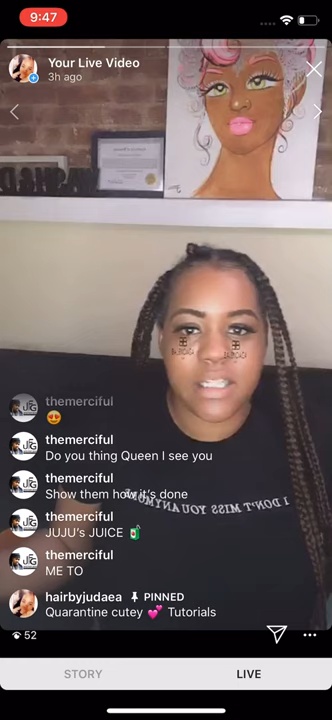 9:47
Your Live Video
3h ago
themerciful
😍
themerciful
Do you thing Queen I see you
themerciful
Show them how it's done
themerciful
JUJU's JUICE 🧃
themerciful
ME TO
hairbyjudaea PINNED
Quarantine cutey 💕 Tutorials
I DON'T MISS YOU ANYMORE
BALENCIAGA
BALENCIAGA
52
STORY
LIVE